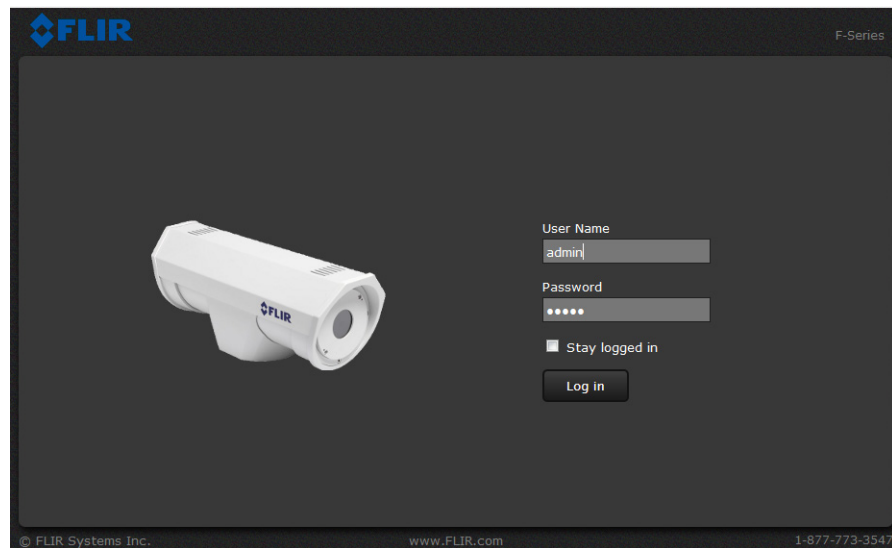 FLIR
F-Series
FLIR
User Name
admin
Password
•••••
Stay logged in
Log in
© FLIR Systems Inc.
www.FLIR.com
1-877-773-3547